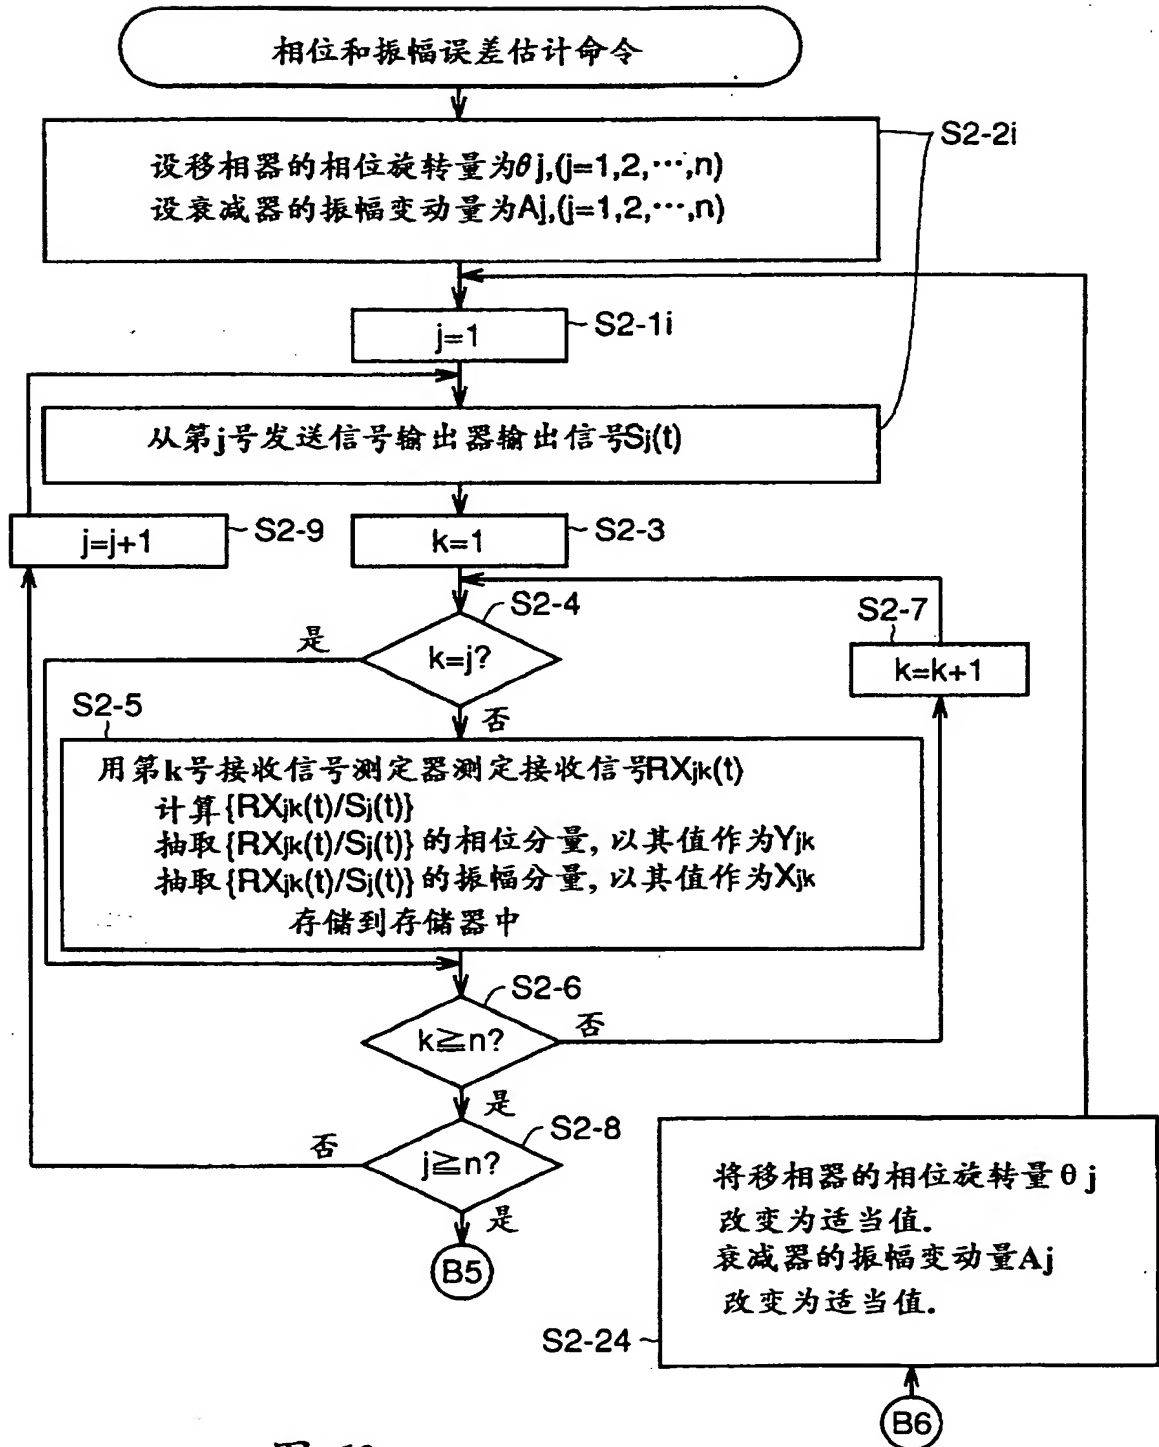 相位和振幅误差估计命令
S2-2i
设移相器的相位旋转量为θj,(j=1,2,⋯,n)
设衰减器的振幅变动量为Aj,(j=1,2,⋯,n)
j=1
S2-1i
从第j号发送信号输出器输出信号Sj(t)
j=j+1
S2-9
k=1
S2-3
S2-4
是
k=j?
否
S2-7
k=k+1
S2-5
用第k号接收信号测定器测定接收信号RXjk(t)
计算{RXjk(t)/Sj(t)}
抽取{RXjk(t)/Sj(t)}的相位分量,以其值作为Yjk
抽取{RXjk(t)/Sj(t)}的振幅分量,以其值作为Xjk
存储到存储器中
S2-6
k≧n?
否
是
S2-8
否
j≧n?
是
B5
将移相器的相位旋转量θj
改变为适当值.
衰减器的振幅变动量Aj
改变为适当值.
S2-24
B6